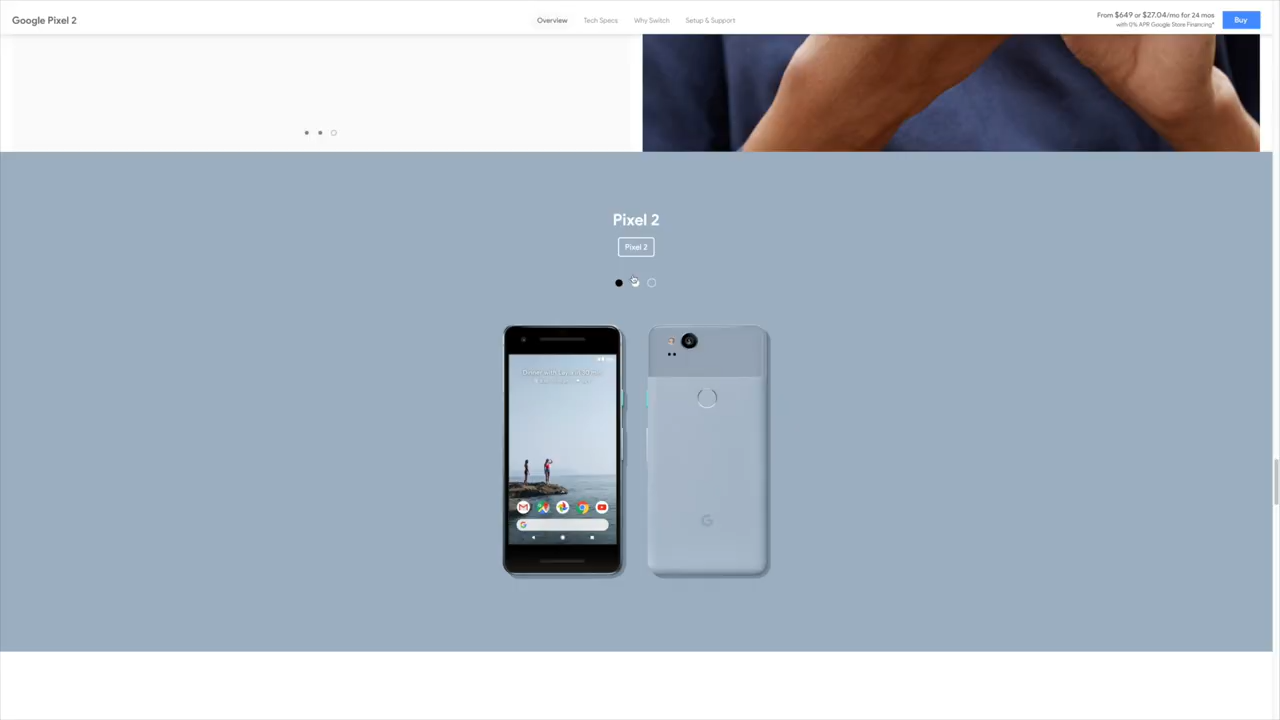 Google Pixel 2
Overview
Tech Specs
Why Switch
Setup & Support
From $649 or $27.04/mo for 24 mos
with 0% APR Google Store Financing*
Buy
Pixel 2
Pixel 2
G